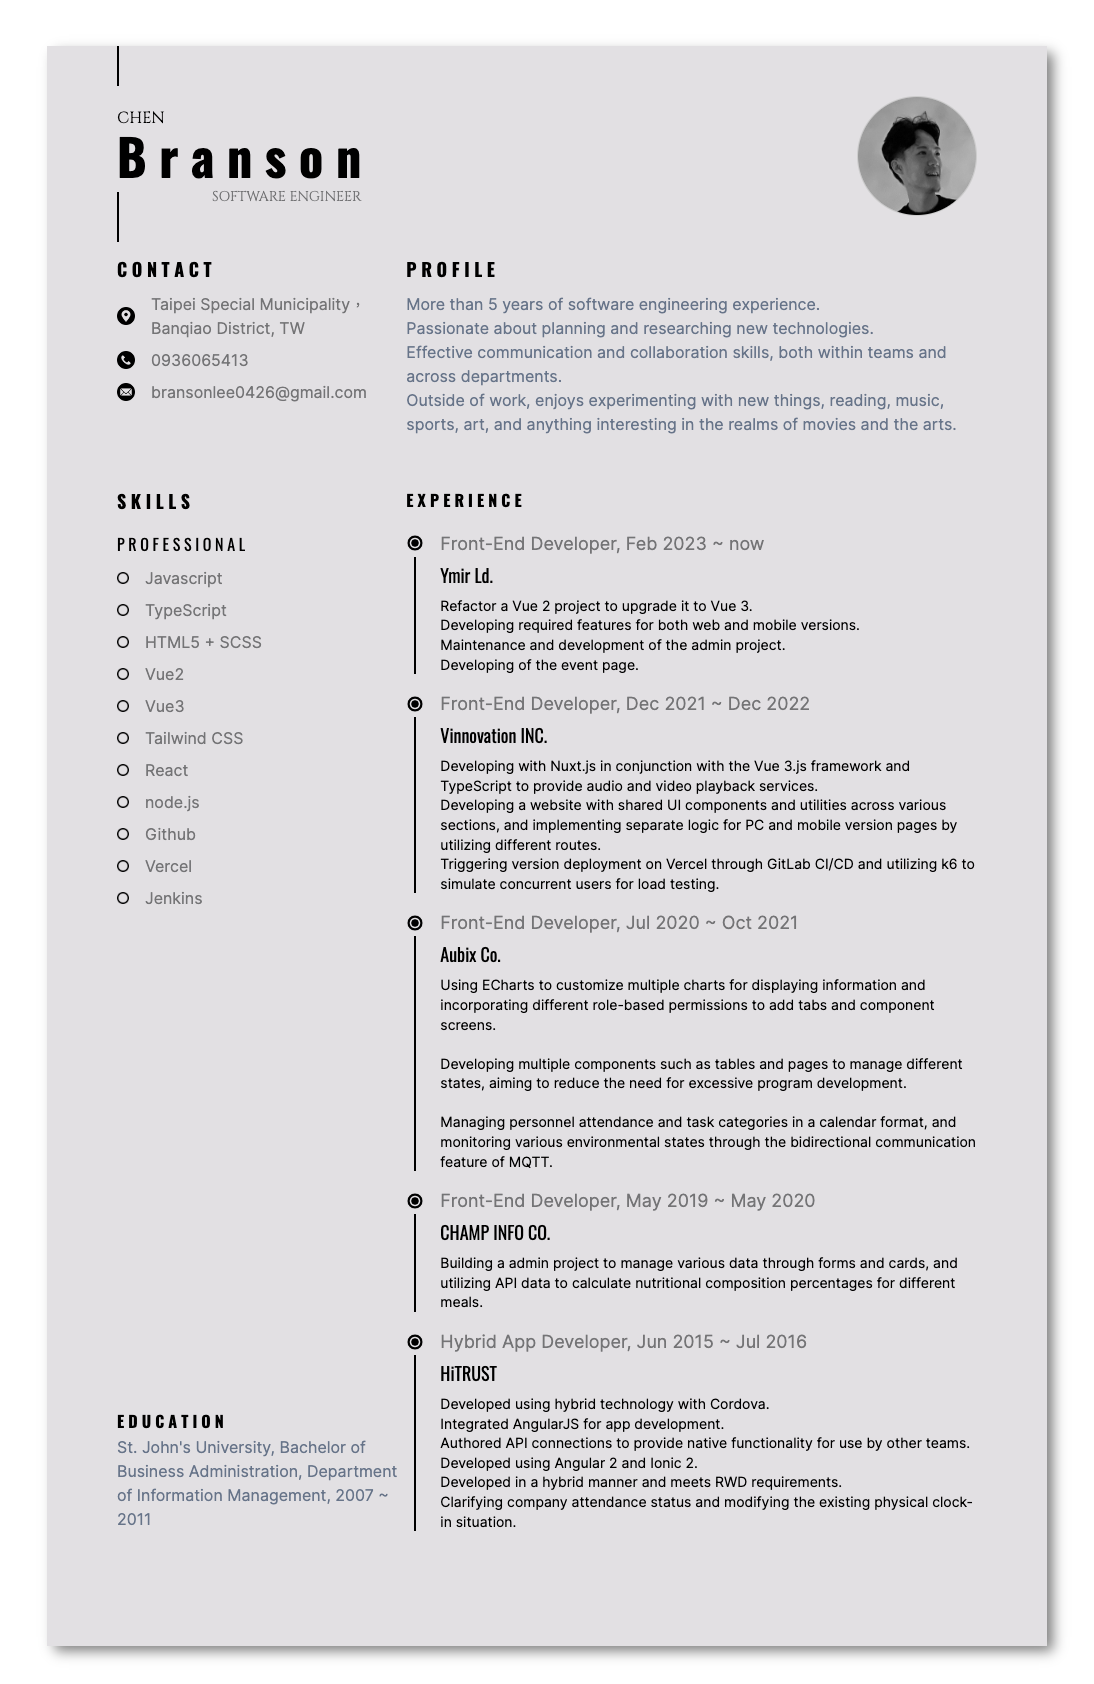 CHEN
Branson
SOFTWARE ENGINEER
CONTACT
Taipei Special Municipality，
Banqiao District, TW
0936065413
bransonlee0426@gmail.com
PROFILE
More than 5 years of software engineering experience.
Passionate about planning and researching new technologies.
Effective communication and collaboration skills, both within teams and
across departments.
Outside of work, enjoys experimenting with new things, reading, music,
sports, art, and anything interesting in the realms of movies and the arts.
SKILLS
PROFESSIONAL
Javascript
TypeScript
HTML5 + SCSS
Vue2
Vue3
Tailwind CSS
React
node.js
Github
Vercel
Jenkins
EDUCATION
St. John's University, Bachelor of
Business Administration, Department
of Information Management, 2007 ~
2011
EXPERIENCE
Front-End Developer, Feb 2023 ~ now
Ymir Ld.
Refactor a Vue 2 project to upgrade it to Vue 3.
Developing required features for both web and mobile versions.
Maintenance and development of the admin project.
Developing of the event page.
Front-End Developer, Dec 2021 ~ Dec 2022
Vinnovation INC.
Developing with Nuxt.js in conjunction with the Vue 3.js framework and
TypeScript to provide audio and video playback services.
Developing a website with shared UI components and utilities across various
sections, and implementing separate logic for PC and mobile version pages by
utilizing different routes.
Triggering version deployment on Vercel through GitLab CI/CD and utilizing k6 to
simulate concurrent users for load testing.
Front-End Developer, Jul 2020 ~ Oct 2021
Aubix Co.
Using ECharts to customize multiple charts for displaying information and
incorporating different role-based permissions to add tabs and component
screens.
Developing multiple components such as tables and pages to manage different
states, aiming to reduce the need for excessive program development.
Managing personnel attendance and task categories in a calendar format, and
monitoring various environmental states through the bidirectional communication
feature of MQTT.
Front-End Developer, May 2019 ~ May 2020
CHAMP INFO CO.
Building a admin project to manage various data through forms and cards, and
utilizing API data to calculate nutritional composition percentages for different
meals.
Hybrid App Developer, Jun 2015 ~ Jul 2016
HiTRUST
Developed using hybrid technology with Cordova.
Integrated AngularJS for app development.
Authored API connections to provide native functionality for use by other teams.
Developed using Angular 2 and Ionic 2.
Developed in a hybrid manner and meets RWD requirements.
Clarifying company attendance status and modifying the existing physical clock-
in situation.